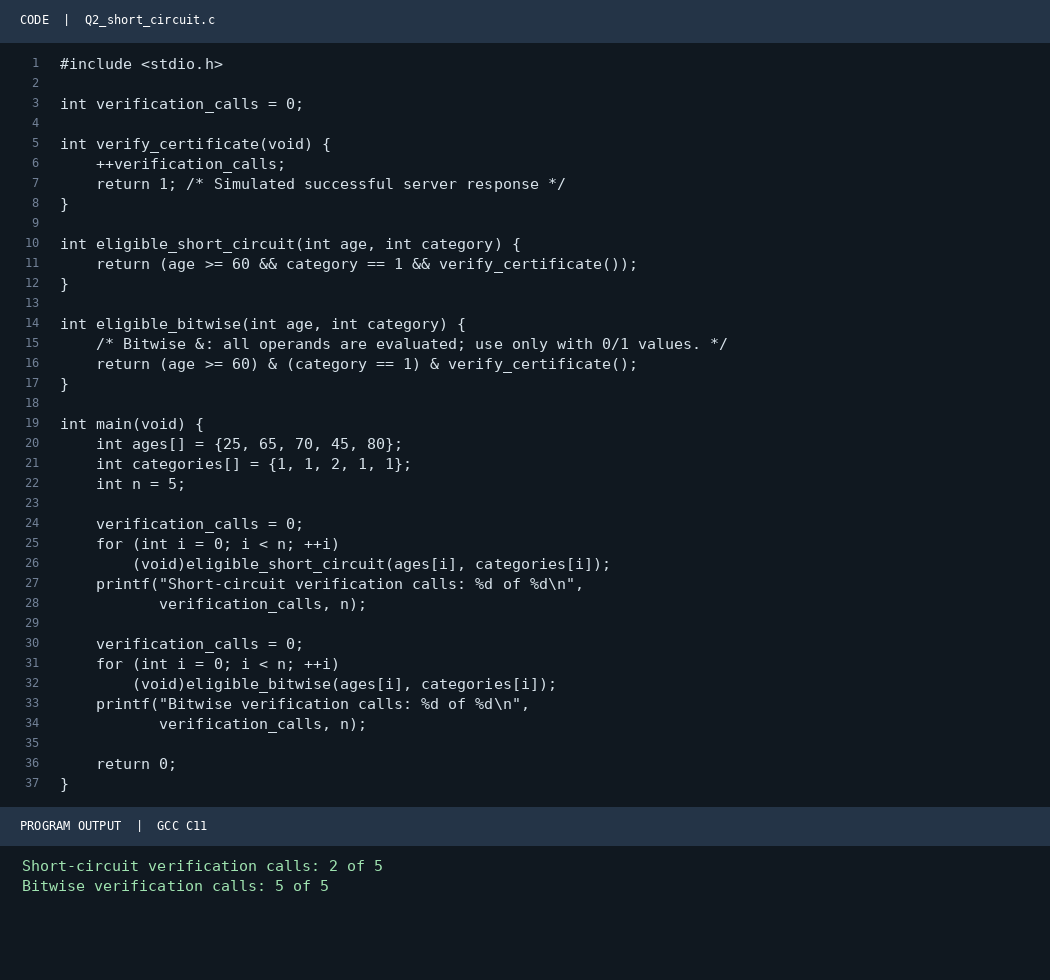 CODE  |  Q2_short_circuit.c
1 #include <stdio.h>
2
3 int verification_calls = 0;
4
5 int verify_certificate(void) {
6     ++verification_calls;
7     return 1; /* Simulated successful server response */
8 }
9
10 int eligible_short_circuit(int age, int category) {
11     return (age >= 60 && category == 1 && verify_certificate());
12 }
13
14 int eligible_bitwise(int age, int category) {
15     /* Bitwise &: all operands are evaluated; use only with 0/1 values. */
16     return (age >= 60) & (category == 1) & verify_certificate();
17 }
18
19 int main(void) {
20     int ages[] = {25, 65, 70, 45, 80};
21     int categories[] = {1, 1, 2, 1, 1};
22     int n = 5;
23
24     verification_calls = 0;
25     for (int i = 0; i < n; ++i)
26         (void)eligible_short_circuit(ages[i], categories[i]);
27     printf("Short-circuit verification calls: %d of %d\n",
28            verification_calls, n);
29
30     verification_calls = 0;
31     for (int i = 0; i < n; ++i)
32         (void)eligible_bitwise(ages[i], categories[i]);
33     printf("Bitwise verification calls: %d of %d\n",
34            verification_calls, n);
35
36     return 0;
37 }
PROGRAM OUTPUT  |  GCC C11
Short-circuit verification calls: 2 of 5
Bitwise verification calls: 5 of 5